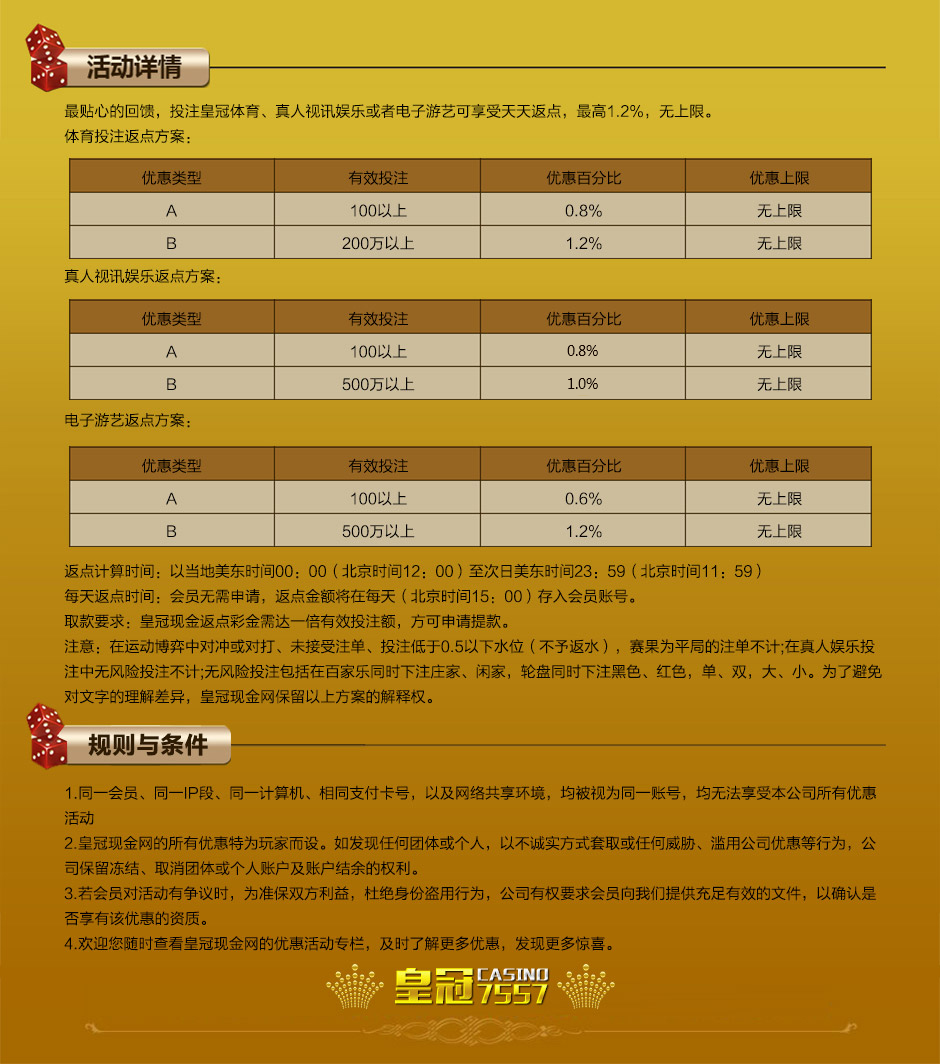 活动详情
最贴心的回馈，投注皇冠体育、真人视讯娱乐或者电子游艺可享受天天返点，最高1.2%，无上限。
体育投注返点方案：
优惠类型 有效投注 优惠百分比 优惠上限
A 100以上 0.8% 无上限
B 200万以上 1.2% 无上限
真人视讯娱乐返点方案：
优惠类型 有效投注 优惠百分比 优惠上限
A 100以上 0.8% 无上限
B 500万以上 1.0% 无上限
电子游艺返点方案：
优惠类型 有效投注 优惠百分比 优惠上限
A 100以上 0.6% 无上限
B 500万以上 1.2% 无上限
返点计算时间：以当地美东时间00：00（北京时间12：00）至次日美东时间23：59（北京时间11：59）
每天返点时间：会员无需申请，返点金额将在每天（北京时间15：00）存入会员账号。
取款要求：皇冠现金返点彩金需达一倍有效投注额，方可申请提款。
注意：在运动博弈中对冲或对打、未接受注单、投注低于0.5以下水位（不予返水），赛果为平局的注单不计;在真人娱乐投
注中无风险投注不计;无风险投注包括在百家乐同时下注庄家、闲家，轮盘同时下注黑色、红色，单、双，大、小。为了避免
对文字的理解差异，皇冠现金网保留以上方案的解释权。
规则与条件
1.同一会员、同一IP段、同一计算机、相同支付卡号，以及网络共享环境，均被视为同一账号，均无法享受本公司所有优惠
活动
2.皇冠现金网的所有优惠特为玩家而设。如发现任何团体或个人，以不诚实方式套取或任何威胁、滥用公司优惠等行为，公
司保留冻结、取消团体或个人账户及账户结余的权利。
3.若会员对活动有争议时，为准保双方利益，杜绝身份盗用行为，公司有权要求会员向我们提供充足有效的文件，以确认是
否享有该优惠的资质。
4.欢迎您随时查看皇冠现金网的优惠活动专栏，及时了解更多优惠，发现更多惊喜。
皇冠 CASINO
7557